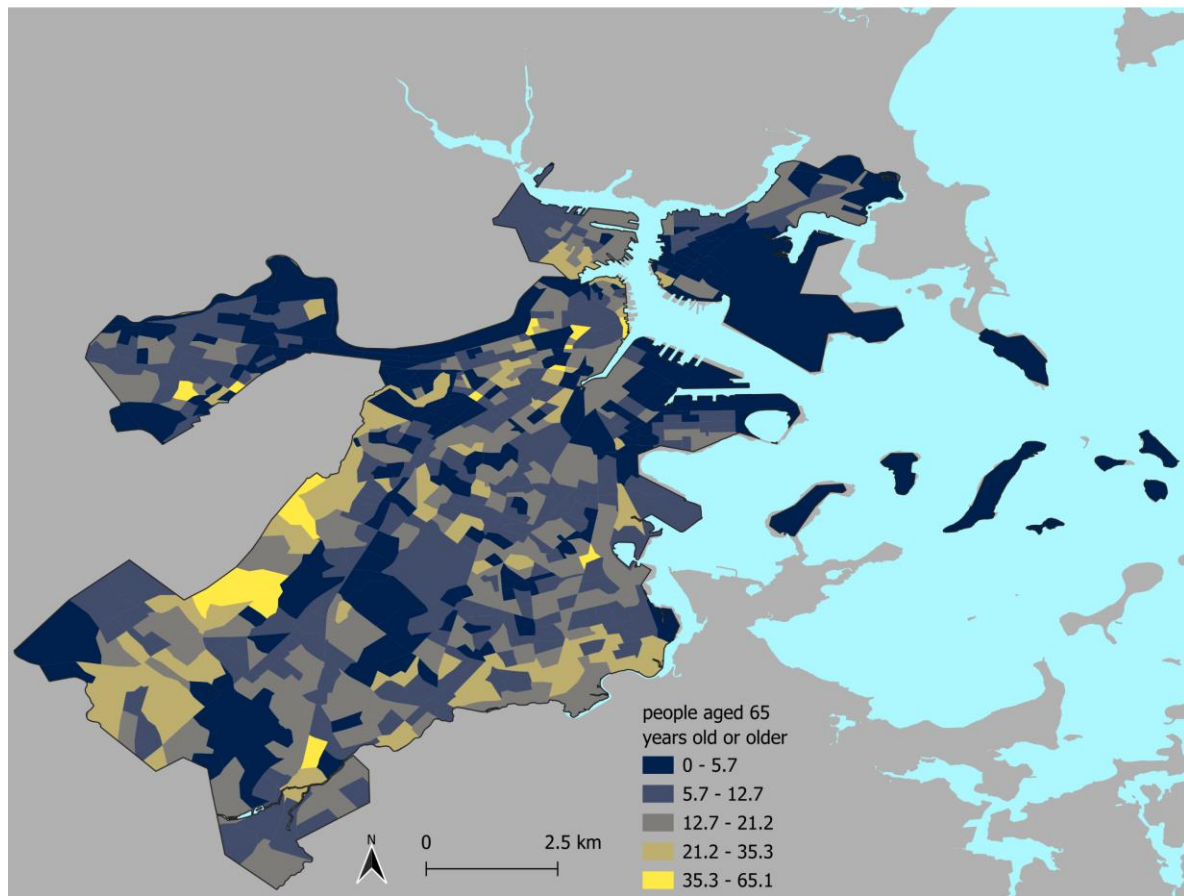 people aged 65
years old or older
0 - 5.7
5.7 - 12.7
12.7 - 21.2
21.2 - 35.3
35.3 - 65.1
N
0 2.5 km